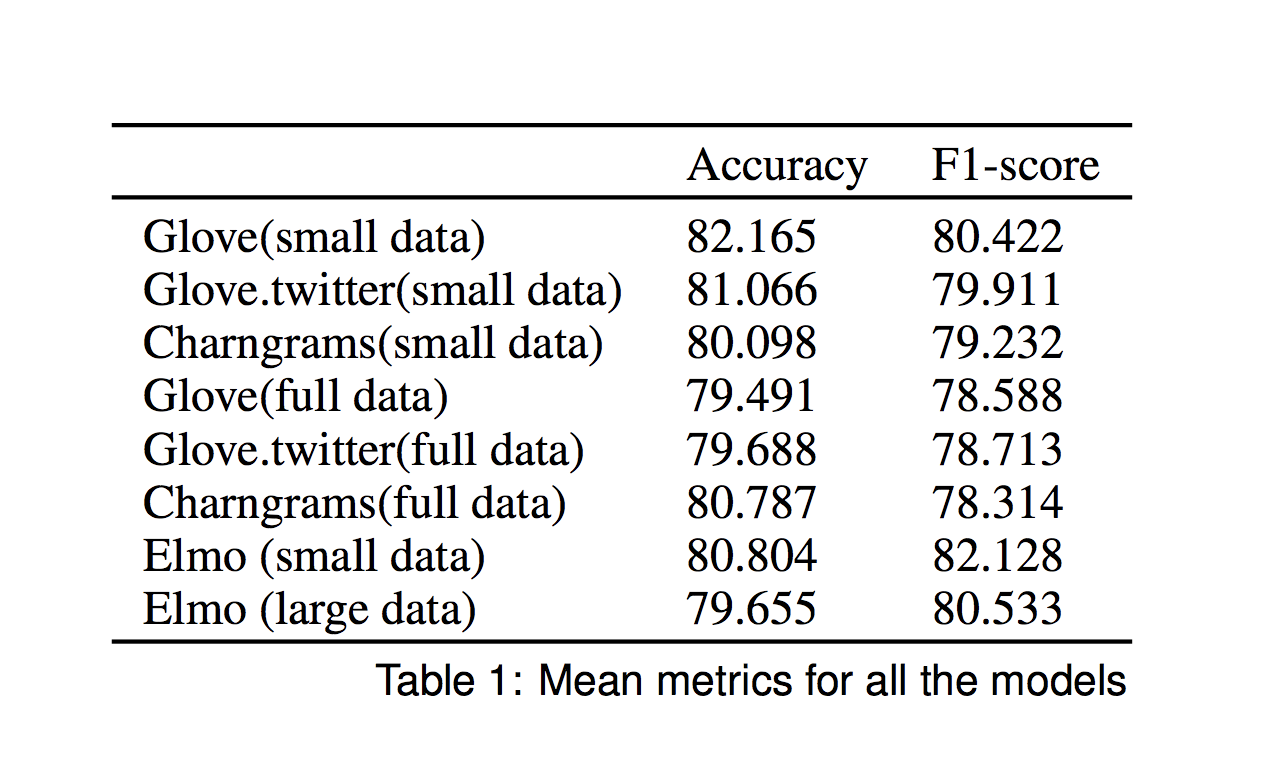 Accuracy F1-score
Glove(small data) 82.165 80.422
Glove.twitter(small data) 81.066 79.911
Charngrams(small data) 80.098 79.232
Glove(full data) 79.491 78.588
Glove.twitter(full data) 79.688 78.713
Charngrams(full data) 80.787 78.314
Elmo (small data) 80.804 82.128
Elmo (large data) 79.655 80.533
Table 1: Mean metrics for all the models